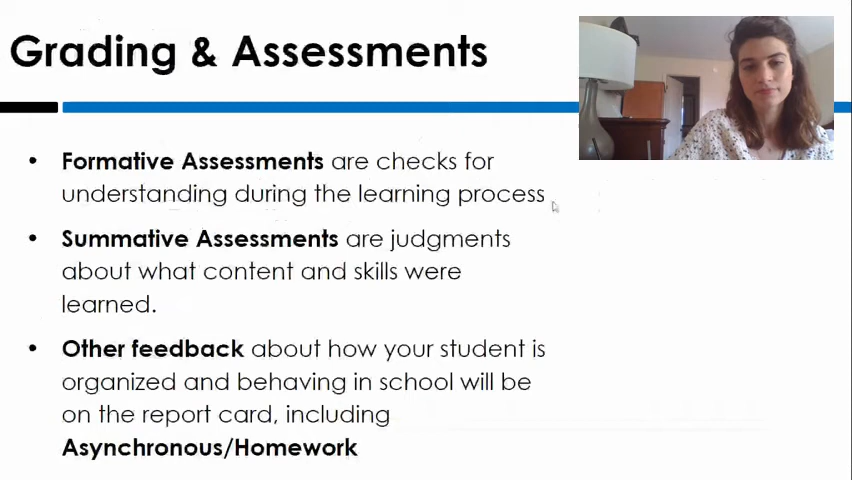 Grading & Assessments
• Formative Assessments are checks for
understanding during the learning process
• Summative Assessments are judgments
about what content and skills were
learned.
• Other feedback about how your student is
organized and behaving in school will be
on the report card, including
Asynchronous/Homework